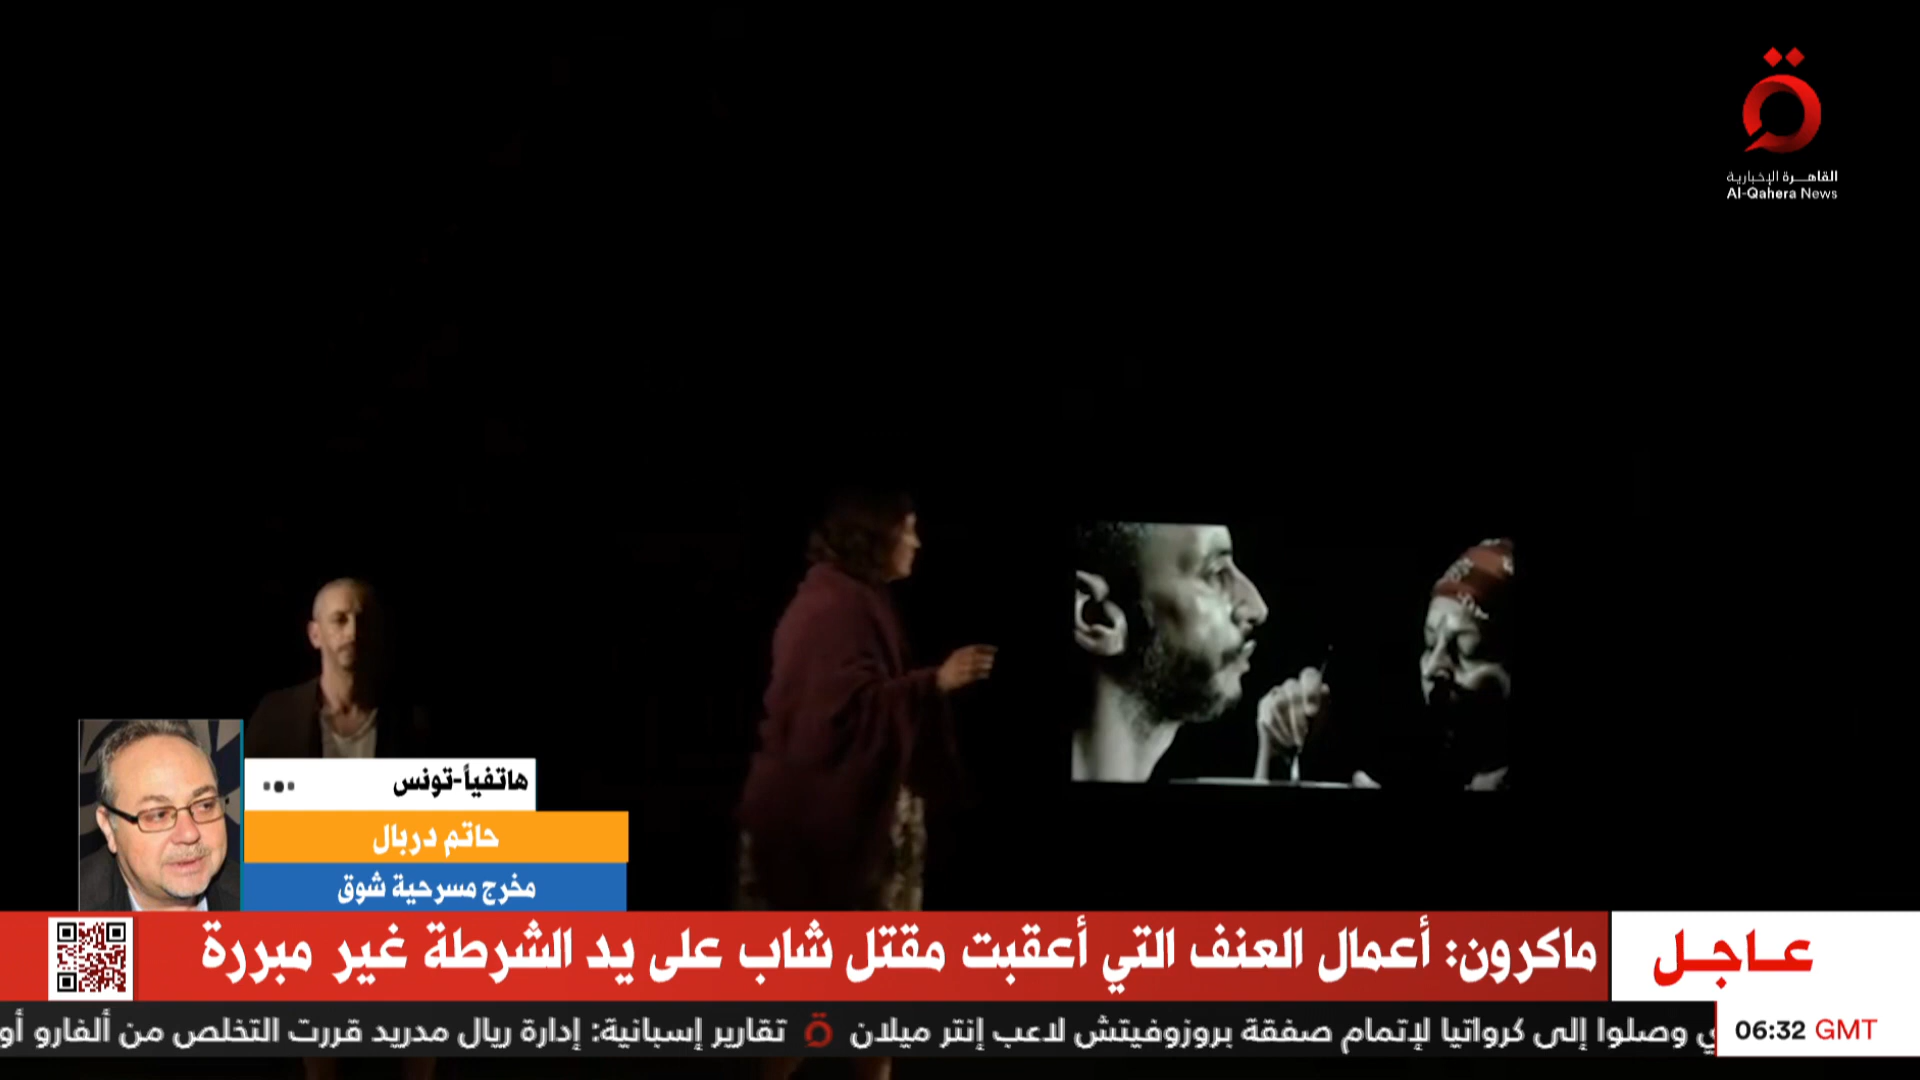 القاهرة الإخبارية
Al-Qahera News
هاتفياً-تونس
حاتم دربال
مخرج مسرحية شوق
عاجل
ماكرون: أعمال العنف التي أعقبت مقتل شاب على يد الشرطة غير مبررة
06:32 GMT
وصلوا إلى كرواتيا لإتمام صفقة بروزوفيتش لاعب إنتر ميلان
تقارير إسبانية: إدارة ريال مدريد قررت التخلص من ألفارو